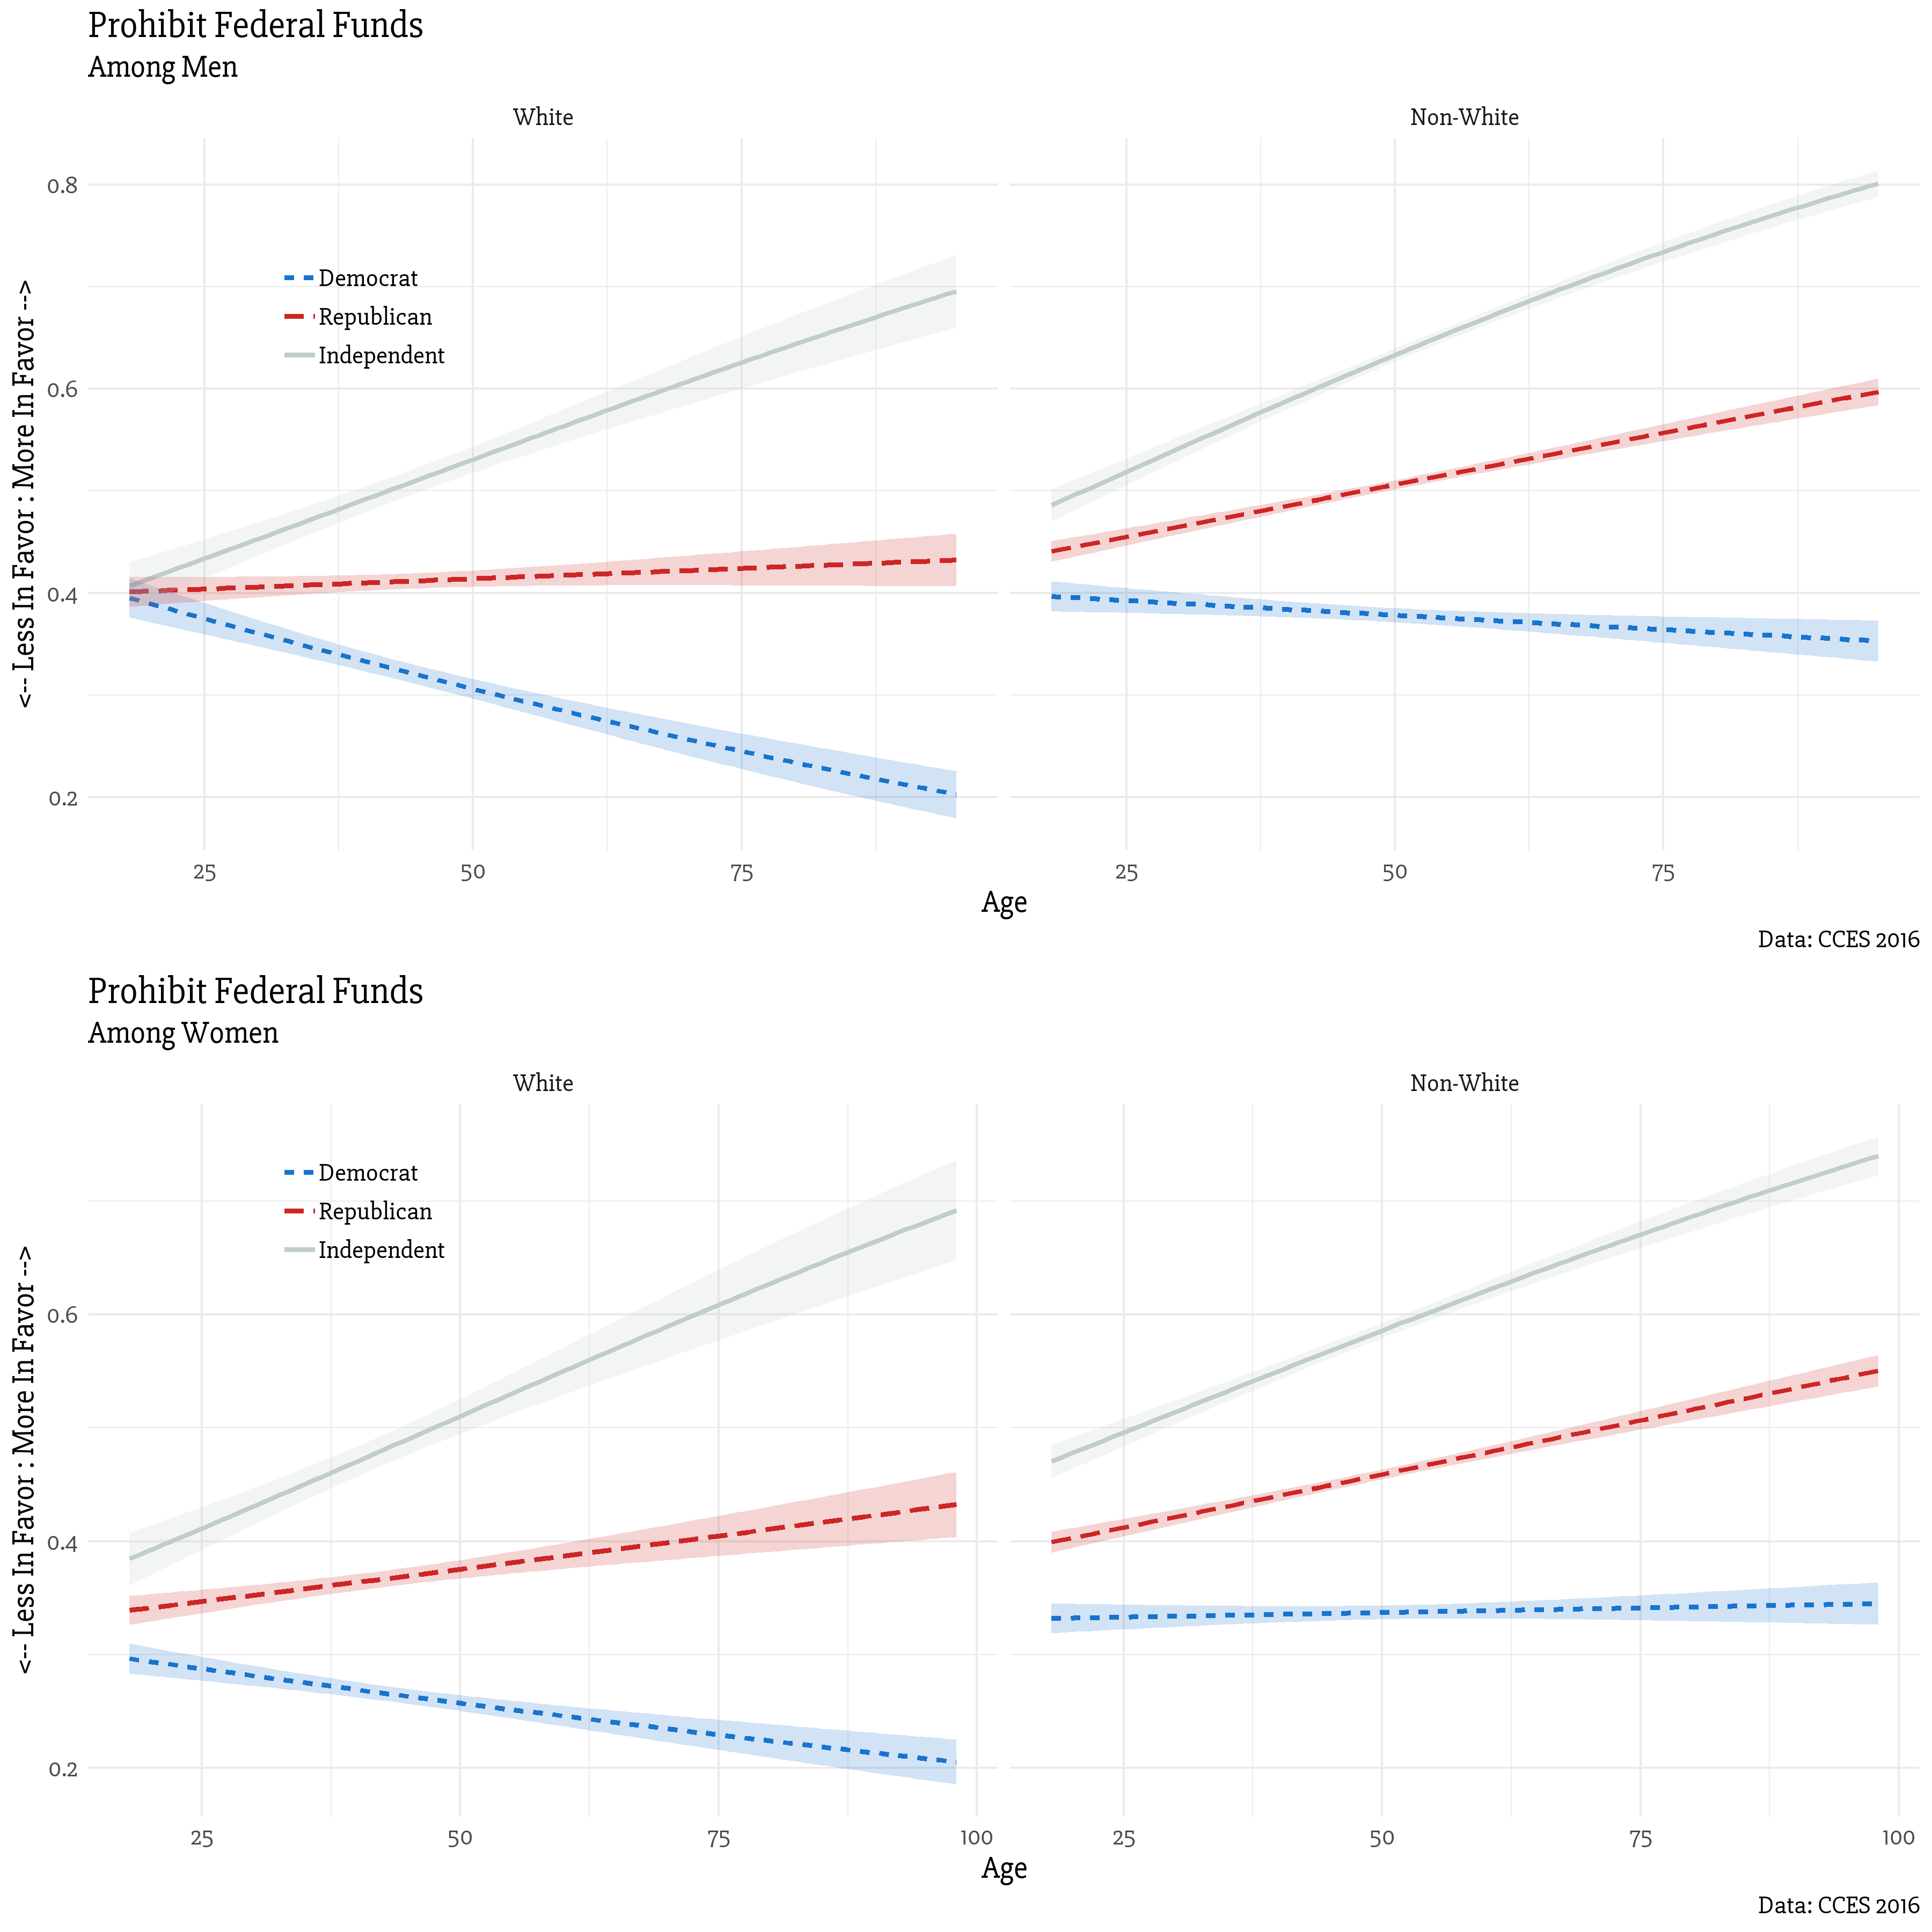 Prohibit Federal Funds
Among Men
White
Non-White
<-- Less In Favor : More In Favor -->
0.8
0.6
0.4
0.2
Democrat
Republican
Independent
25 50 75
25 50 75
Age
Data: CCES 2016
Prohibit Federal Funds
Among Women
White
Non-White
<-- Less In Favor : More In Favor -->
0.6
0.4
0.2
Democrat
Republican
Independent
25 50 75 100
25 50 75 100
Age
Data: CCES 2016